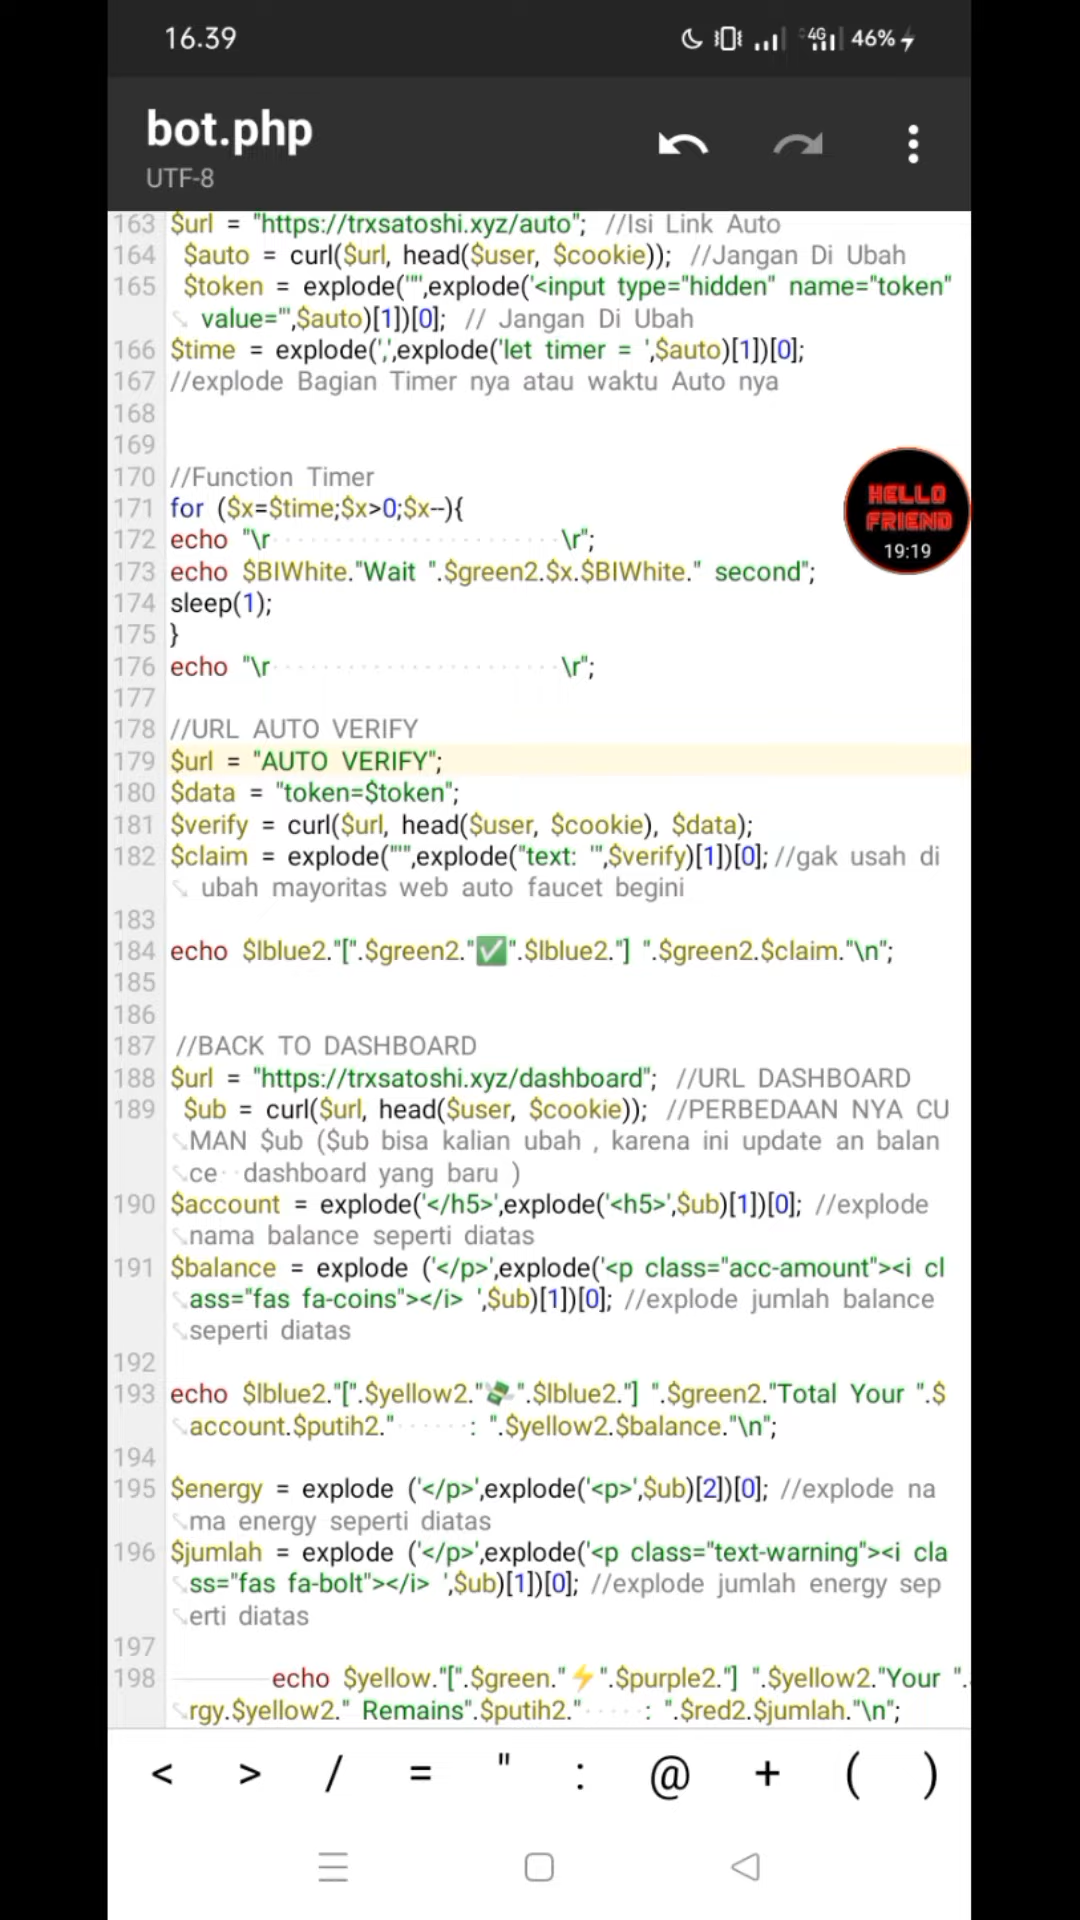 16.39
4G
46%
bot.php
UTF-8
163 $url = "https://trxsatoshi.xyz/auto"; //Isi Link Auto
164 $auto = curl($url, head($user, $cookie)); //Jangan Di Ubah
165 $token = explode('"',explode('<input type="hidden" name="token"
value="',$auto)[1])[0]; // Jangan Di Ubah
166 $time = explode(',',explode('let timer = ',$auto)[1])[0];
167 //explode Bagian Timer nya atau waktu Auto nya
168
169
170 //Function Timer
171 for ($x=$time;$x>0;$x--){
172 echo "\r \r";
173 echo $BIWhite."Wait ".$green2.$x.$BIWhite." second";
174 sleep(1);
175 }
176 echo "\r \r";
177
178 //URL AUTO VERIFY
179 $url = "AUTO VERIFY";
180 $data = "token=$token";
181 $verify = curl($url, head($user, $cookie), $data);
182 $claim = explode("'",explode("text: '",$verify)[1])[0]; //gak usah di
ubah mayoritas web auto faucet begini
183
184 echo $lblue2."[".$green2."✅".$lblue2."] ".$green2.$claim."\n";
185
186
187 //BACK TO DASHBOARD
188 $url = "https://trxsatoshi.xyz/dashboard"; //URL DASHBOARD
189 $ub = curl($url, head($user, $cookie)); //PERBEDAAN NYA CU
MAN $ub ($ub bisa kalian ubah , karena ini update an balan
ce dashboard yang baru )
190 $account = explode('</h5>',explode('<h5>',$ub)[1])[0]; //explode
nama balance seperti diatas
191 $balance = explode ('</p>',explode('<p class="acc-amount"><i cl
ass="fas fa-coins"></i> ',$ub)[1])[0]; //explode jumlah balance
seperti diatas
192
193 echo $lblue2."[".$yellow2."💸".$lblue2."] ".$green2."Total Your ".$
account.$putih2." : ".$yellow2.$balance."\n";
194
195 $energy = explode ('</p>',explode('<p>',$ub)[2])[0]; //explode na
ma energy seperti diatas
196 $jumlah = explode ('</p>',explode('<p class="text-warning"><i cla
ss="fas fa-bolt"></i> ',$ub)[1])[0]; //explode jumlah energy sep
erti diatas
197
198 echo $yellow."[".$green."⚡".$purple2."] ".$yellow2."Your ".
rgy.$yellow2." Remains".$putih2." : ".$red2.$jumlah."\n";
HELLO
FRIEND
19:19
< > / = " : @ + ( )